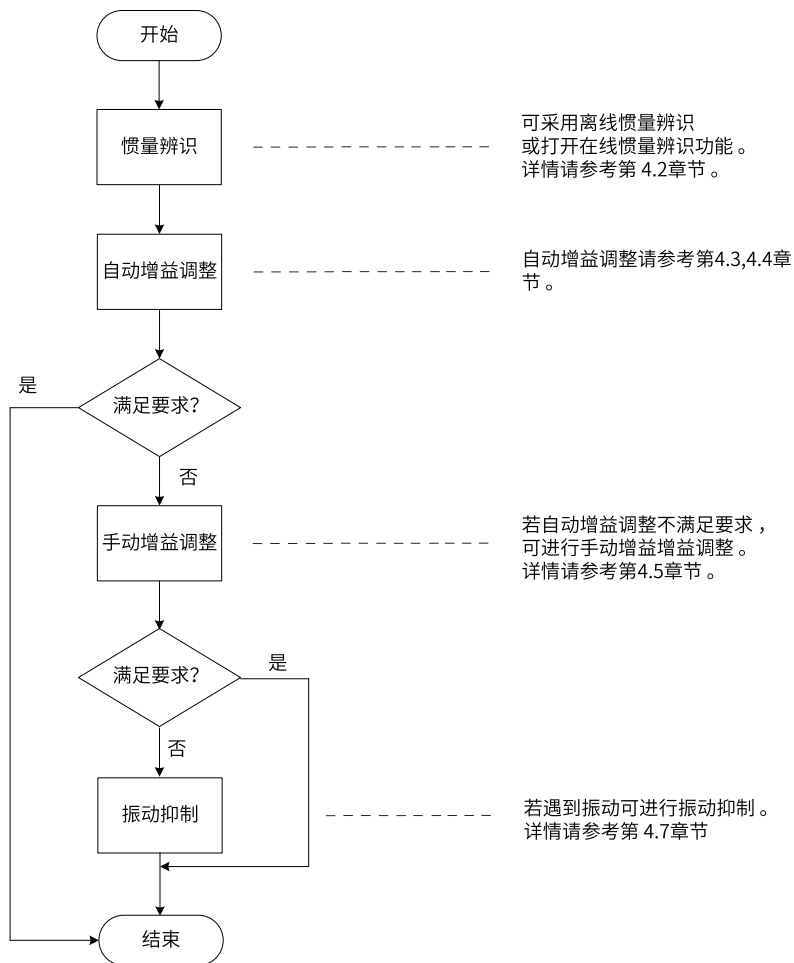 开始
惯量辨识
可采用离线惯量辨识
或打开在线惯量辨识功能。
详情请参考第 4.2章节。
自动增益调整
自动增益调整请参考第4.3,4.4章
节。
是
满足要求?
否
手动增益调整
若自动增益调整不满足要求，
可进行手动增益增益调整。
详情请参考第4.5章节。
满足要求?
是
否
振动抑制
若遇到振动可进行振动抑制。
详情请参考第 4.7章节
结束